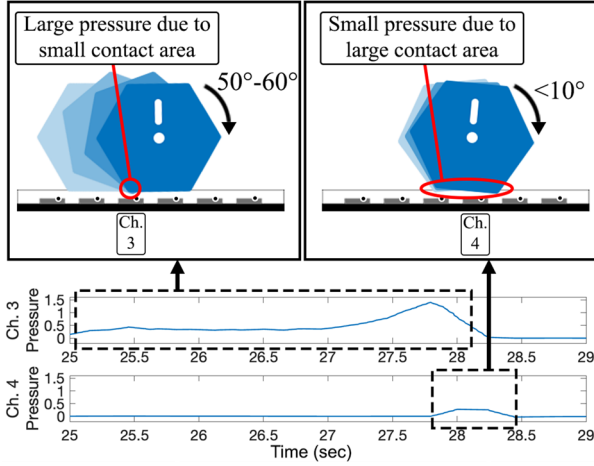 Large pressure due to
small contact area
50°-60°
!
Ch.
3
Small pressure due to
large contact area
<10°
!
Ch.
4
Ch. 3
Pressure
1.5
1
0.5
0
25 25.5 26 26.5 27 27.5 28 28.5 29
Ch. 4
Pressure
1.5
1
0.5
0
25 25.5 26 26.5 27 27.5 28 28.5 29
Time (sec)